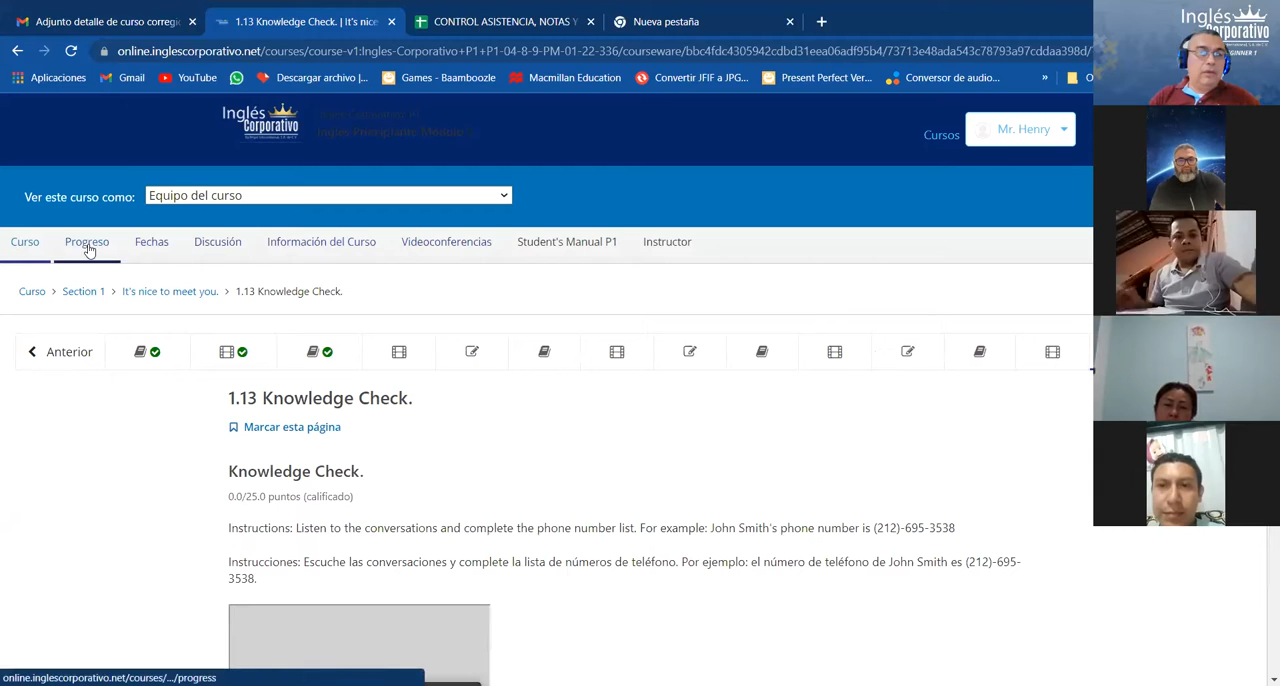 Adjunto detalle de curso correg
1.13 Knowledge Check. | It's nice
CONTROL ASISTENCIA, NOTAS Y
Nueva pestaña
online.inglescorporativo.net/courses/course-v1:Ingles-Corporativo+P1+P1-04-8-9-PM-01-22-336/courseware/bbc4fdc4305942cdbd31eea06adf95b4/73713e48ada543c78793a97cddaa398d/
Aplicaciones
Gmail
YouTube
Descargar archivo |...
Games - Baamboozle
Macmillan Education
Convertir JFIF a JPG...
Present Perfect Ver...
Conversor de audio...
»
Inglés
Corporativo
Inglés Principiante Módulo
Cursos
Mr. Henry
Ver este curso como:
Equipo del curso
Curso
Progreso
Fechas
Discusión
Información del Curso
Videoconferencias
Student's Manual P1
Instructor
Curso > Section 1 > It's nice to meet you. > 1.13 Knowledge Check.
Anterior
1.13 Knowledge Check.
Marcar esta página
Knowledge Check.
0.0/25.0 puntos (calificado)
Instructions: Listen to the conversations and complete the phone number list. For example: John Smith's phone number is (212)-695-3538
Instrucciones: Escuche las conversaciones y complete la lista de números de teléfono. Por ejemplo: el número de teléfono de John Smith es (212)-695-
3538.
online.inglescorporativo.net/courses/.../progress
Inglés
Corporativo